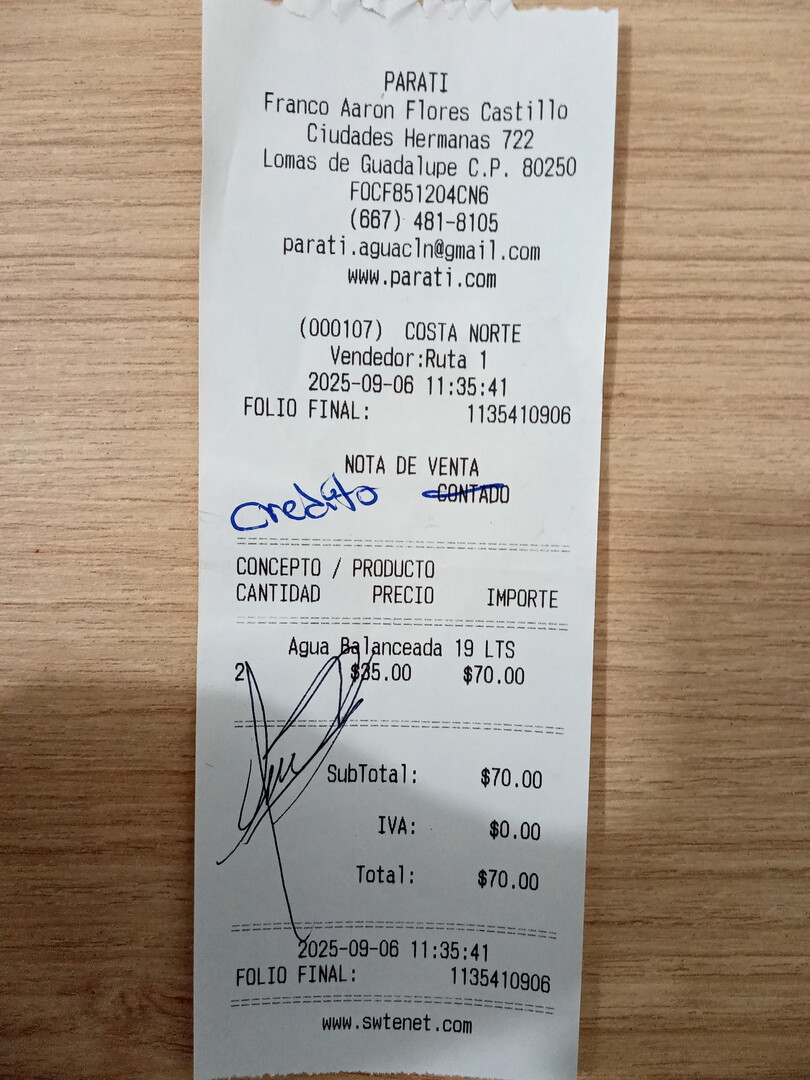 PARATI
Franco Aaron Flores Castillo
Ciudades Hermanas 722
Lomas de Guadalupe C.P. 80250
FOCF851204CN6
(667) 481-8105
parati.aguacln@gmail.com
www.parati.com
(000107) COSTA NORTE
Vendedor:Ruta 1
2025-09-06 11:35:41
FOLIO FINAL: 1135410906
NOTA DE VENTA
Credito CONTADO
CONCEPTO / PRODUCTO
CANTIDAD PRECIO IMPORTE
Agua Balanceada 19 LTS
2 $35.00 $70.00
SubTotal: $70.00
IVA: $0.00
Total: $70.00
2025-09-06 11:35:41
FOLIO FINAL: 1135410906
www.swtenet.com